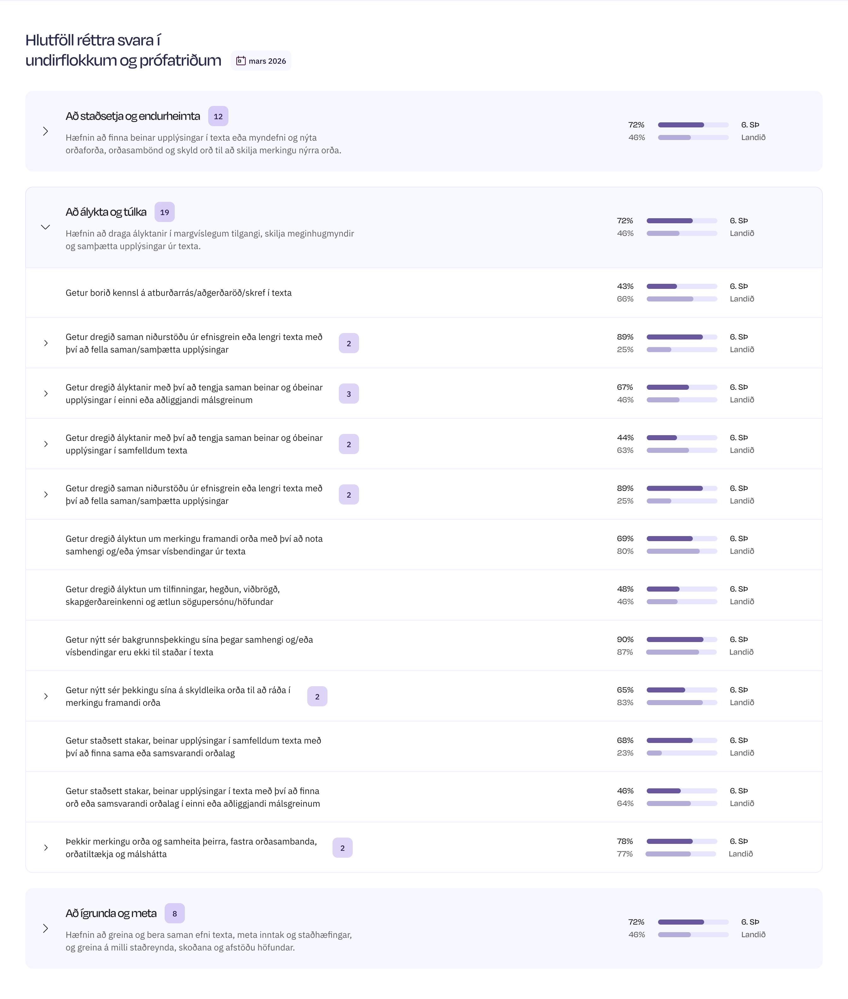 Hlutföll réttra svara í
undirflokkum og prófatriðum mars 2026
Að staðsetja og endurheimta 12
Hæfnin að finna beinar upplýsingar í texta eða myndefni og nýta
orðaforða, orðasambönd og skyld orð til að skilja merkingu nýrra orða.
72% 6. SÞ
46% Landið
Að álykta og túlka 19
Hæfnin að draga ályktanir í margvíslegum tilgangi, skilja meginhugmyndir
og samþætta upplýsingar úr texta.
72% 6. SÞ
46% Landið
Getur borið kennsl á atburðarrás/aðgerðaröð/skref í texta
43% 6. SÞ
66% Landið
Getur dregið saman niðurstöðu úr efnisgrein eða lengri texta með
því að fella saman/samþætta upplýsingar
2
89% 6. SÞ
25% Landið
Getur dregið ályktanir með því að tengja saman beinar og óbeinar
upplýsingar í einni eða aðliggjandi málsgreinum
3
67% 6. SÞ
46% Landið
Getur dregið ályktanir með því að tengja saman beinar og óbeinar
upplýsingar í samfelldum texta
2
44% 6. SÞ
63% Landið
Getur dregið saman niðurstöðu úr efnisgrein eða lengri texta með
því að fella saman/samþætta upplýsingar
2
89% 6. SÞ
25% Landið
Getur dregið ályktun um merkingu framandi orða með því að nota
samhengi og/eða ýmsar vísbendingar úr texta
69% 6. SÞ
80% Landið
Getur dregið ályktun um tilfinningar, hegðun, viðbrögð,
skapgerðareinkenni og ætlun sögupersónu/höfundar
48% 6. SÞ
46% Landið
Getur nýtt sér bakgrunnsþekkingu sína þegar samhengi og/eða
vísbendingar eru ekki til staðar í texta
90% 6. SÞ
87% Landið
Getur nýtt sér þekkingu sína á skyldleika orða til að ráða í
merkingu framandi orða
2
65% 6. SÞ
83% Landið
Getur staðsett stakar, beinar upplýsingar í samfelldum texta með
því að finna sama eða samsvarandi orðalag
68% 6. SÞ
23% Landið
Getur staðsett stakar, beinar upplýsingar í texta með því að finna
orð eða samsvarandi orðalag í einni eða aðliggjandi málsgreinum
46% 6. SÞ
64% Landið
Þekkir merkingu orða og samheita þeirra, fastra orðasambanda,
orðatiltækja og málshátta
2
78% 6. SÞ
77% Landið
Að ígrunda og meta 8
Hæfnin að greina og bera saman efni texta, meta inntak og staðhæfingar,
og greina á milli staðreynda, skoðana og afstöðu höfundar.
72% 6. SÞ
46% Landið